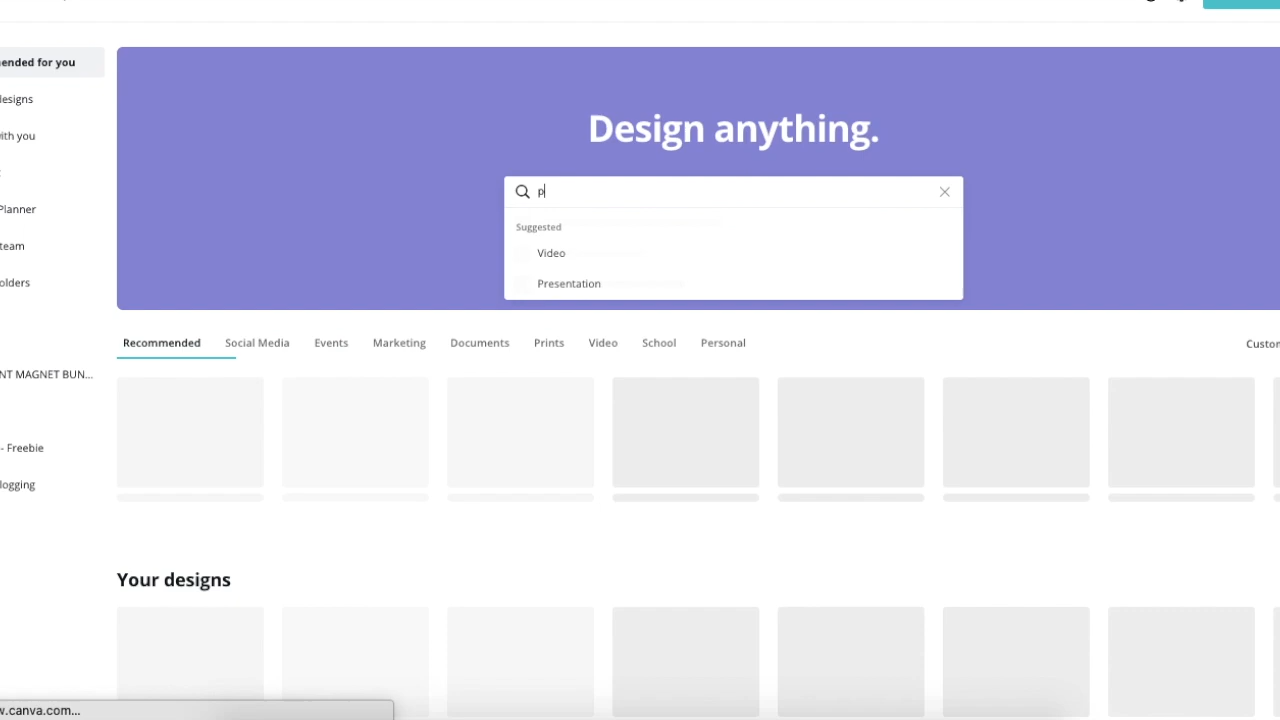 ended for you
esigns
ith you
Planner
team
olders
NT MAGNET BUN...
- Freebie
logging
Design anything.
p
Suggested
Video
Presentation
Recommended Social Media Events Marketing Documents Prints Video School Personal
Custom
Your designs
w.canva.com...